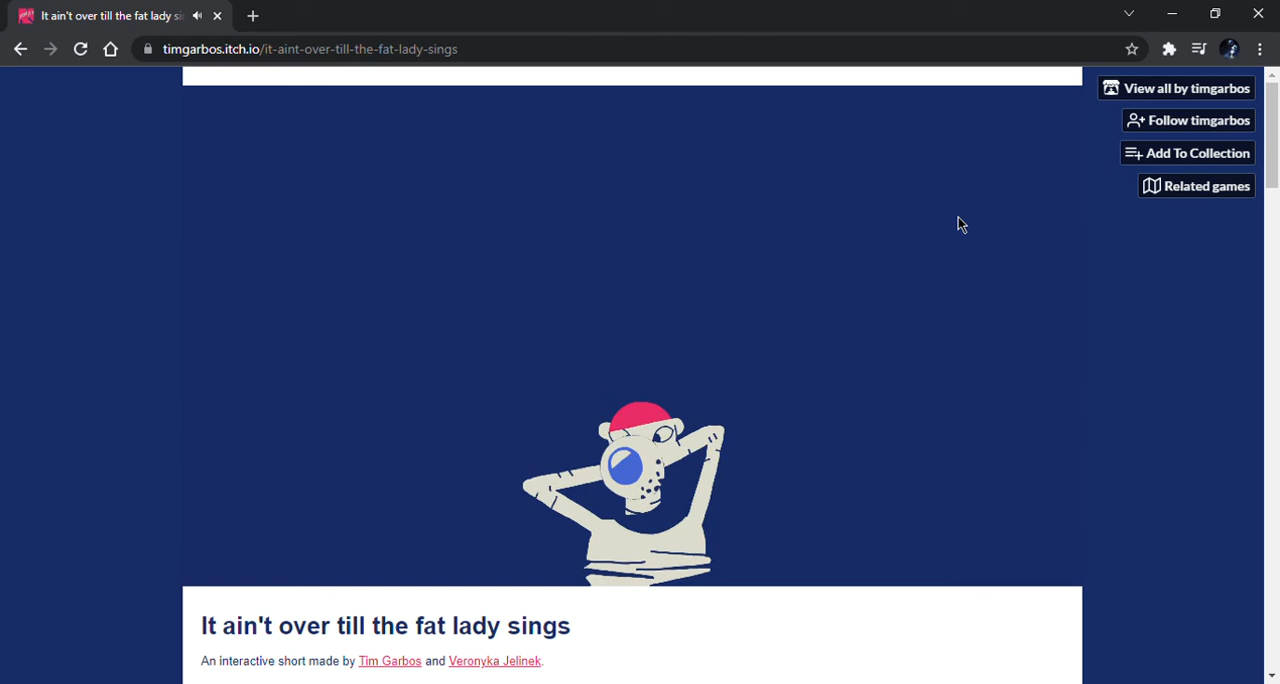 It ain't over till the fat lady si
timgarbos.itch.io/it-aint-over-till-the-fat-lady-sings
View all by timgarbos
Follow timgarbos
Add To Collection
Related games
It ain't over till the fat lady sings
An interactive short made by Tim Garbos and Veronyka Jelinek.